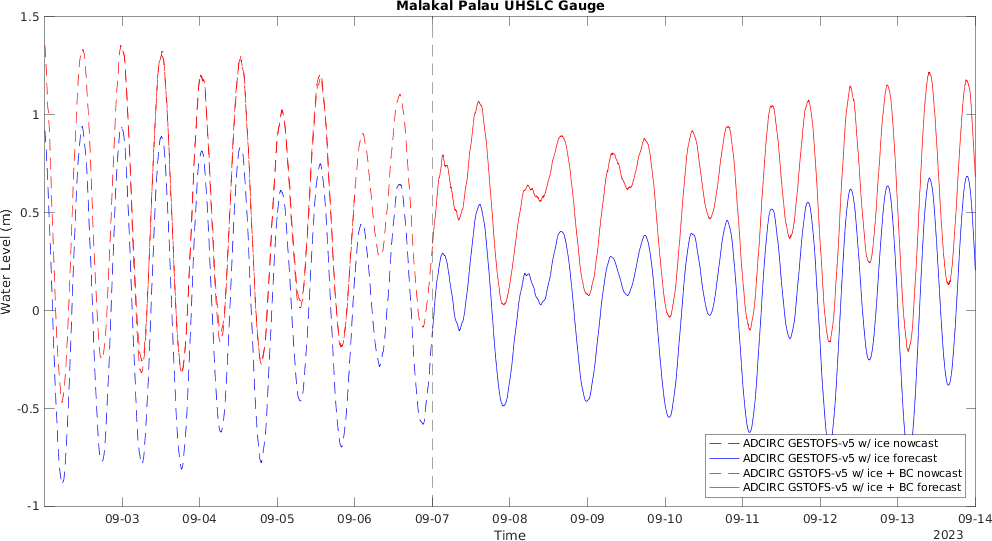 Malakal Palau UHSLC Gauge
1.5
1
0.5
0
-0.5
-1
Water Level (m)
ADCIRC GESTOFS-v5 w/ ice nowcast
ADCIRC GESTOFS-v5 w/ ice forecast
ADCIRC GSTOFS-v5 w/ ice + BC nowcast
ADCIRC GSTOFS-v5 w/ ice + BC forecast
09-03 09-04 09-05 09-06 09-07 09-08 09-09 09-10 09-11 09-12 09-13 09-14
Time
2023